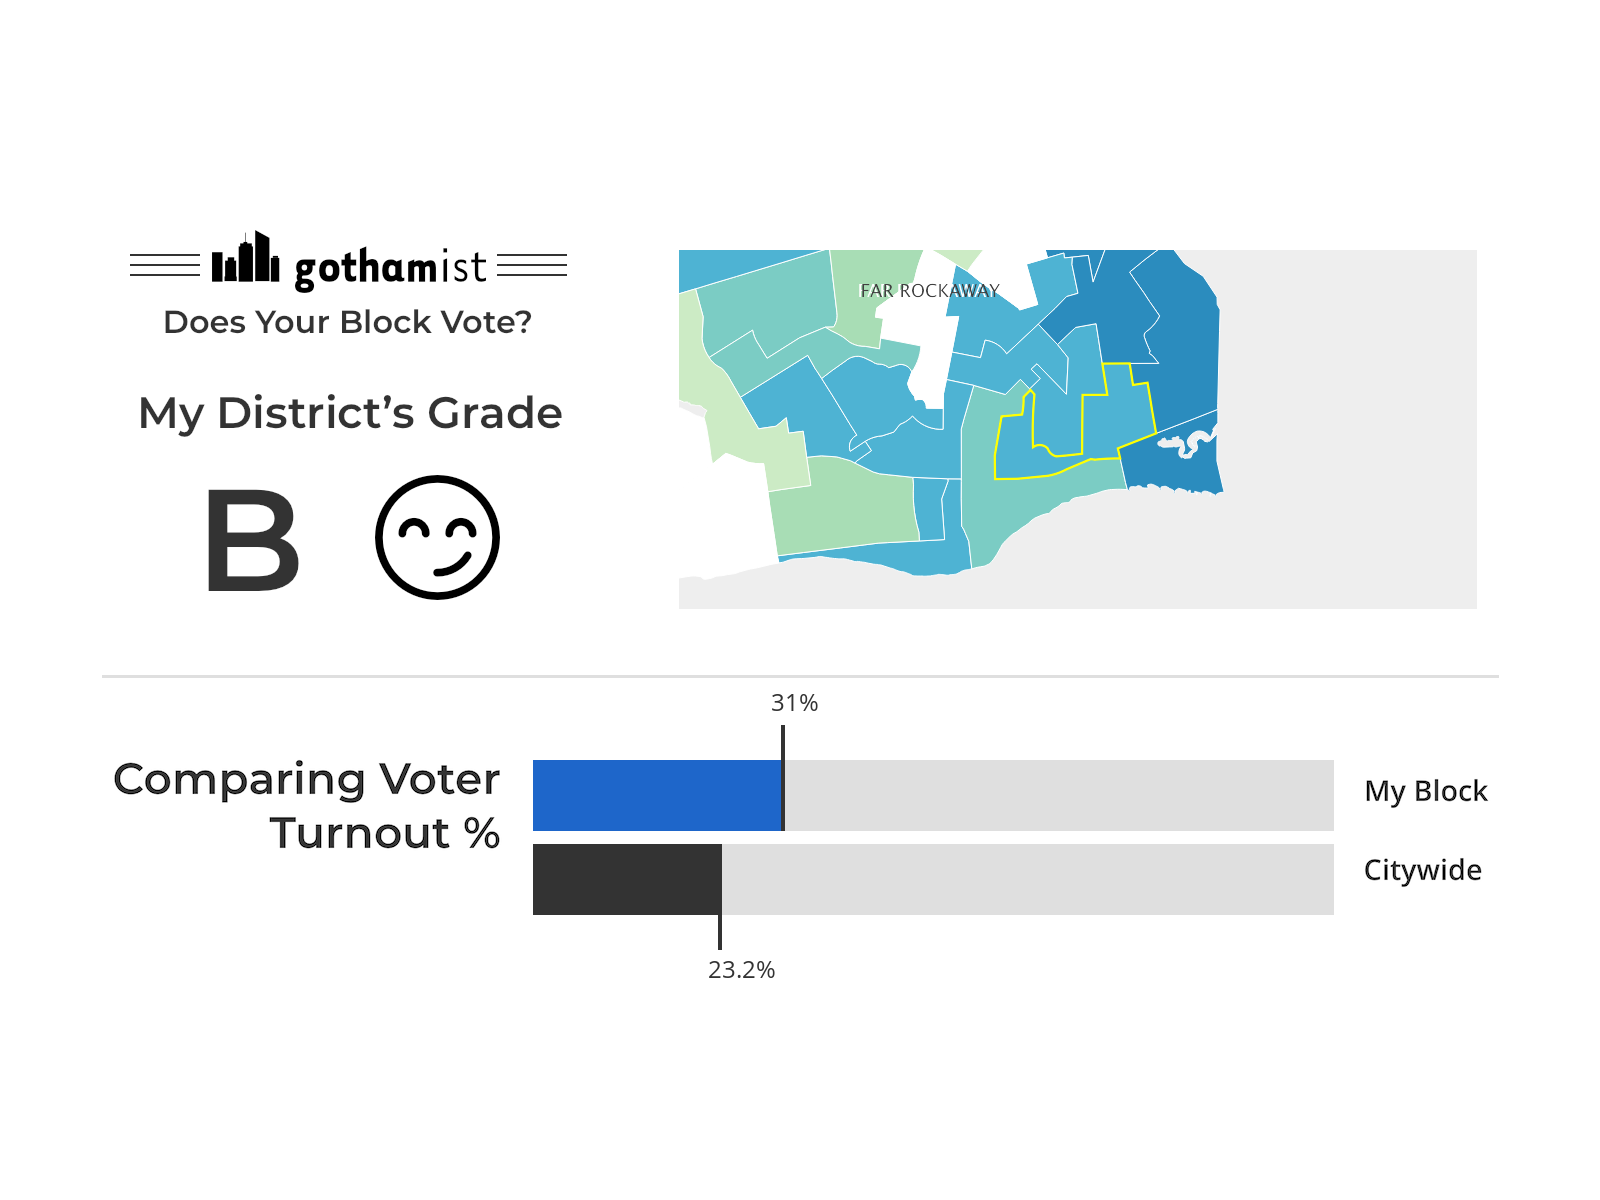 gothamist
Does Your Block Vote?
My District’s Grade
B
FAR ROCKAWAY
31%
Comparing Voter
Turnout %
My Block
Citywide
23.2%